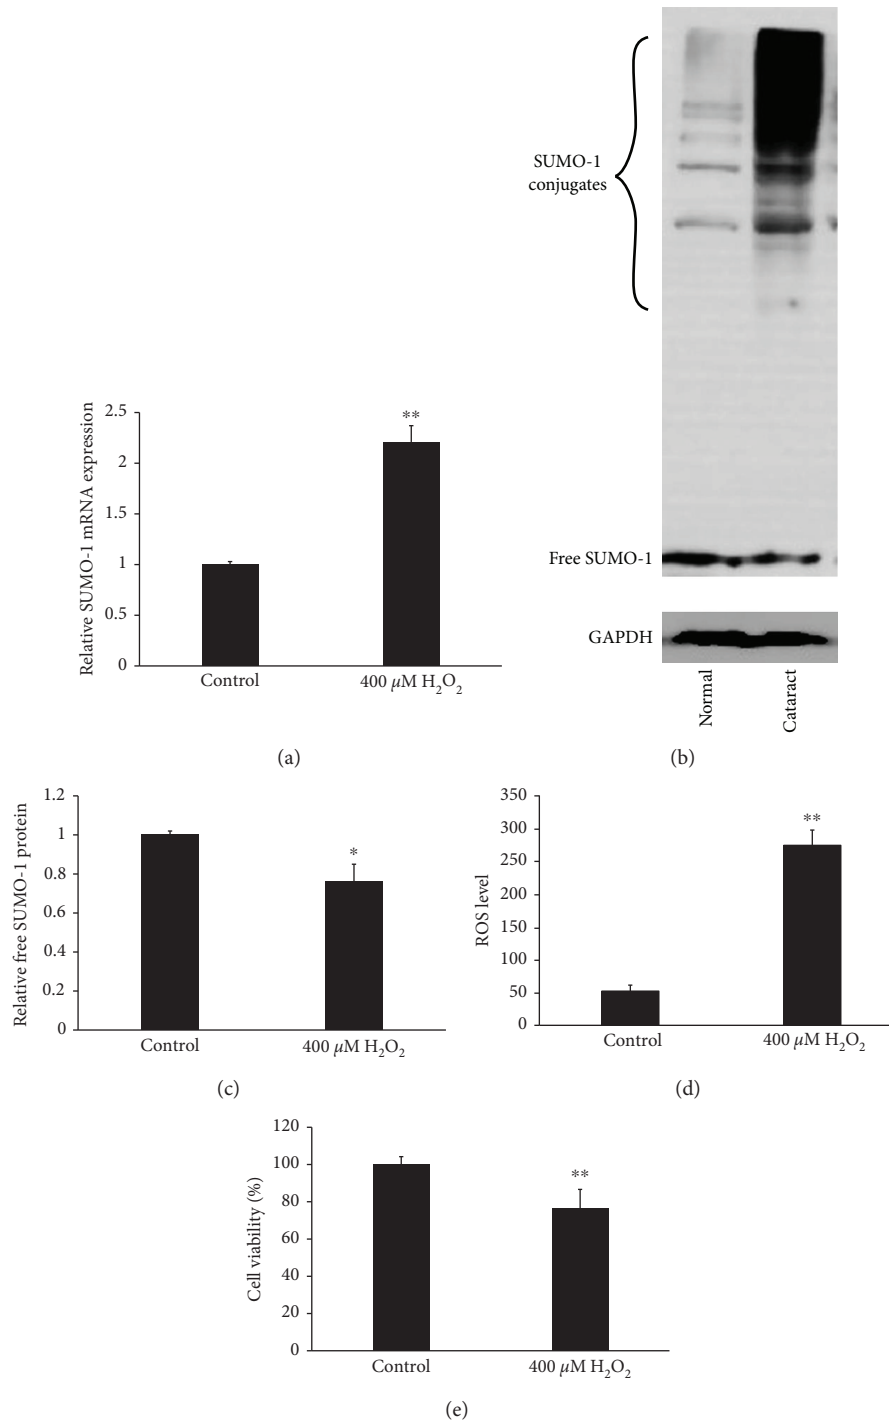 SUMO-1
conjugates
Free SUMO-1
GAPDH
Normal
Cataract
Relative SUMO-1 mRNA expression
2.5
2
1.5
1
0.5
0
**
Control
400 μM H₂O₂
(a)
(b)
Relative free SUMO-1 protein
1.2
1
0.8
0.6
0.4
0.2
0
*
Control
400 μM H₂O₂
(c)
ROS level
350
300
250
200
150
100
50
0
**
Control
400 μM H₂O₂
(d)
Cell viability (%)
120
100
80
60
40
20
0
**
Control
400 μM H₂O₂
(e)